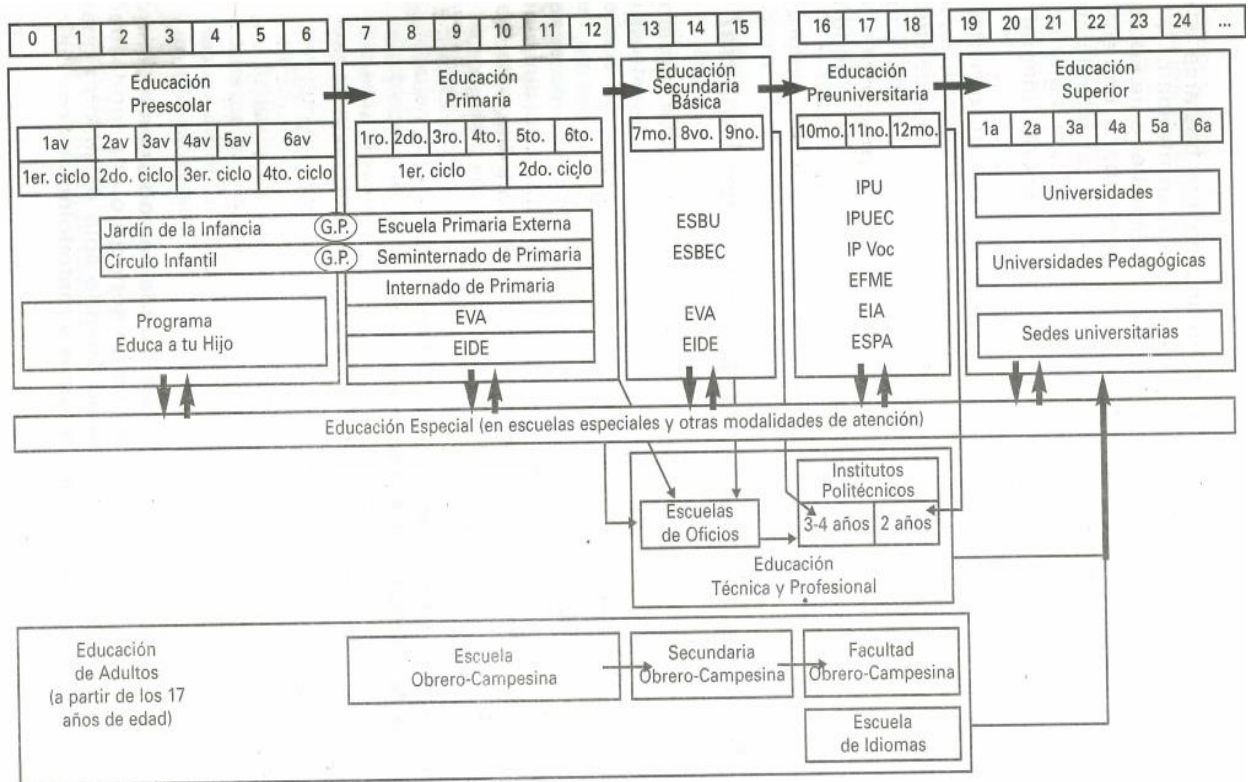 0 1 2 3 4 5 6 7 8 9 10 11 12 13 14 15 16 17 18 19 20 21 22 23 24 ...
Educación
Preescolar
1av 2av 3av 4av 5av 6av
1er. ciclo 2do. ciclo 3er. ciclo 4to. ciclo
Jardín de la Infancia G.P.
Círculo Infantil G.P.
Programa
Educa a tu Hijo
Educación
Primaria
1ro. 2do. 3ro. 4to. 5to. 6to.
1er. ciclo 2do. ciclo
Escuela Primaria Externa
Seminternado de Primaria
Internado de Primaria
EVA
EIDE
Educación
Secundaria
Básica
7mo. 8vo. 9no.
ESBU
ESBEC
EVA
EIDE
Educación
Preuniversitaria
10mo. 11no. 12mo.
IPU
IPUEC
IP Voc
EFME
EIA
ESPA
Educación
Superior
1a 2a 3a 4a 5a 6a
Universidades
Universidades Pedagógicas
Sedes universitarias
Educación Especial (en escuelas especiales y otras modalidades de atención)
Escuelas
de Oficios
Institutos
Politécnicos
3-4 años 2 años
Educación
Técnica y Profesional
Educación
de Adultos
(a partir de los 17
años de edad)
Escuela
Obrero-Campesina
Secundaria
Obrero-Campesina
Facultad
Obrero-Campesina
Escuela
de Idiomas